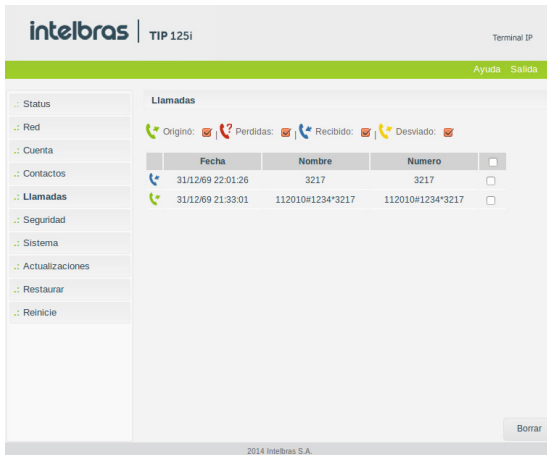 intelbras TIP 125i
Terminal IP
Ayuda Salida
.: Status
.: Red
.: Cuenta
.: Contactos
.: Llamadas
.: Seguridad
.: Sistema
.: Actualizaciones
.: Restaurar
.: Reinicie
Llamadas
Originó: | Perdidas: | Recibido: | Desviado:
Fecha Nombre Numero
31/12/69 22:01:26 3217 3217
31/12/69 21:33:01 112010#1234*3217 112010#1234*3217
Borrar
2014 Intelbras S.A.